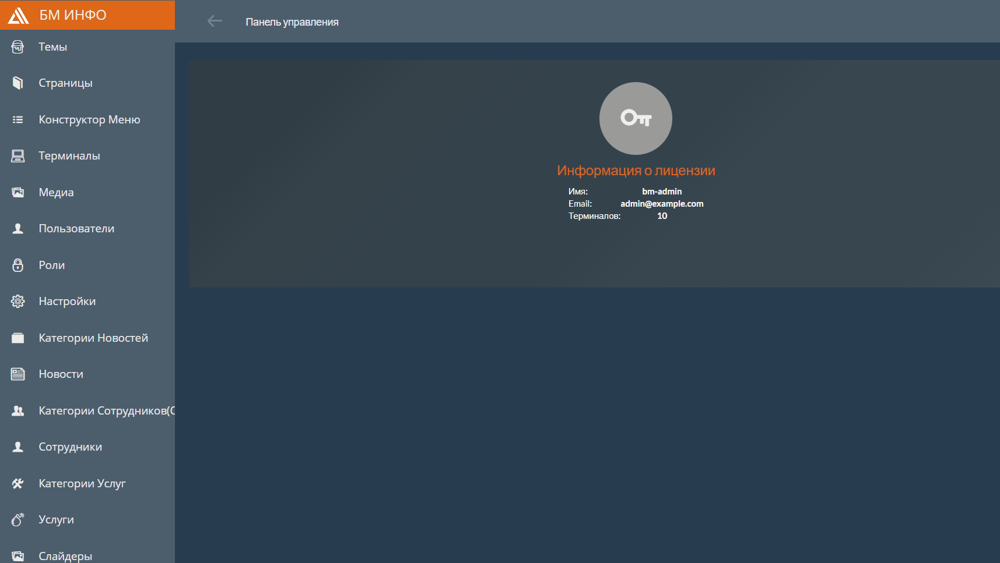 БМ ИНФО
Темы
Страницы
Конструктор Меню
Терминалы
Медиа
Пользователи
Роли
Настройки
Категории Новостей
Новости
Категории Сотрудников(О
Сотрудники
Категории Услуг
Услуги
Слайдеры
Панель управления
Информация о лицензии
Имя: bm-admin
Email: admin@example.com
Терминалов: 10